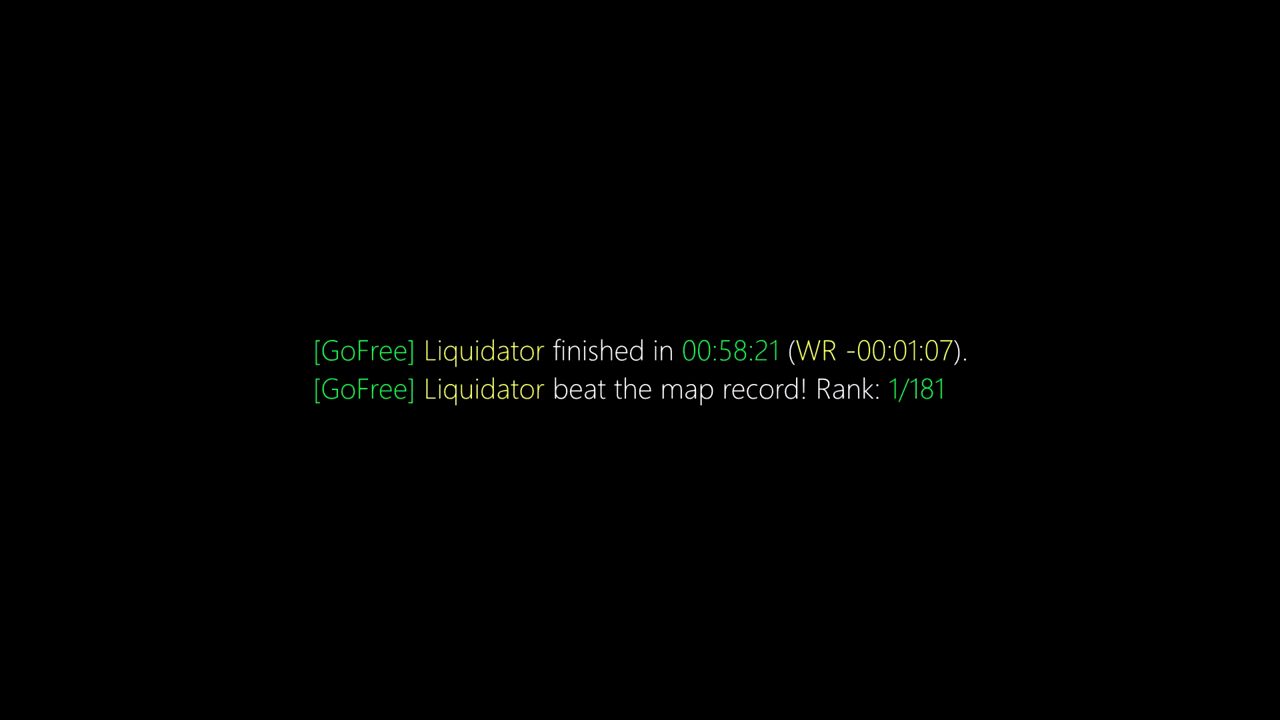 [GoFree] Liquidator finished in 00:58:21 (WR -00:01:07).
[GoFree] Liquidator beat the map record! Rank: 1/181